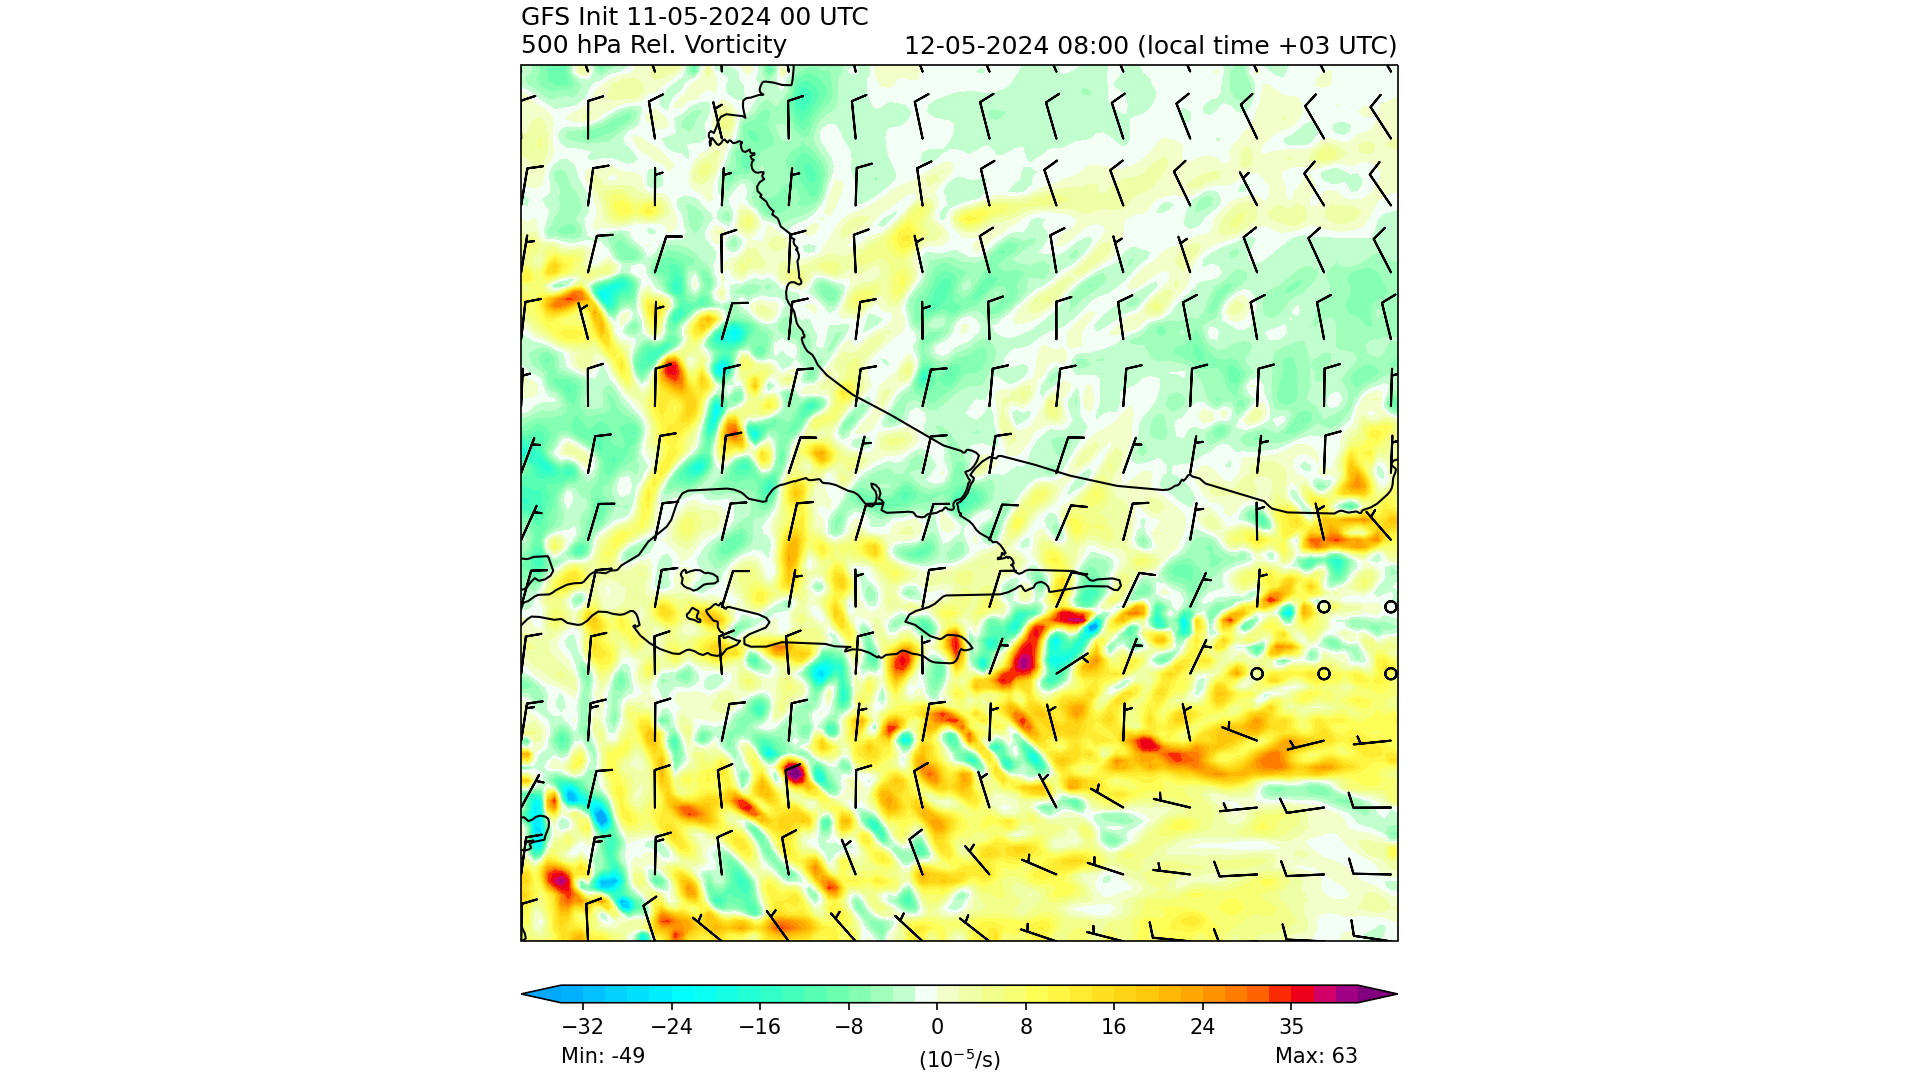 GFS Init 11-05-2024 00 UTC
500 hPa Rel. Vorticity
12-05-2024 08:00 (local time +03 UTC)
−32 −24 −16 −8 0 8 16 24 35
Min: -49
(10⁻⁵/s)
Max: 63